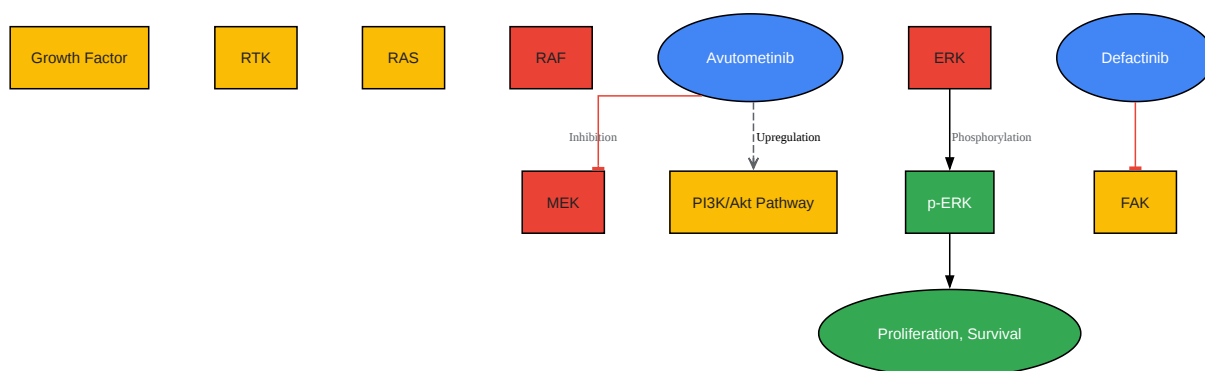 Growth Factor
RTK
RAS
RAF
Avutometinib
ERK
Defactinib
Inhibition
Upregulation
Phosphorylation
MEK
PI3K/Akt Pathway
p-ERK
FAK
Proliferation, Survival